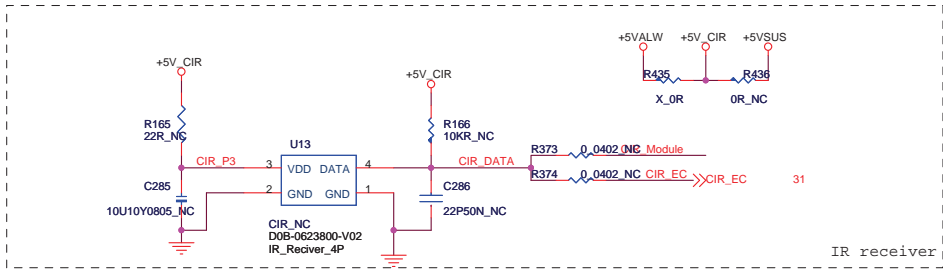 +5VALW
+5V_CIR
+5VSUS
+5V_CIR
+5V_CIR
R435
R436
X_0R
0R_NC
R165
22R_NC
R166
10KR_NC
U13
R373
0_0402_NC
CIR_Module
CIR_P3
3
VDD
DATA
4
CIR_DATA
R374
0_0402_NC
CIR_EC
CIR_EC
31
2
GND
GND
1
C285
10U10Y0805_NC
C286
22P50N_NC
CIR_NC
D0B-0623800-V02
IR_Reciver_4P
IR receiver